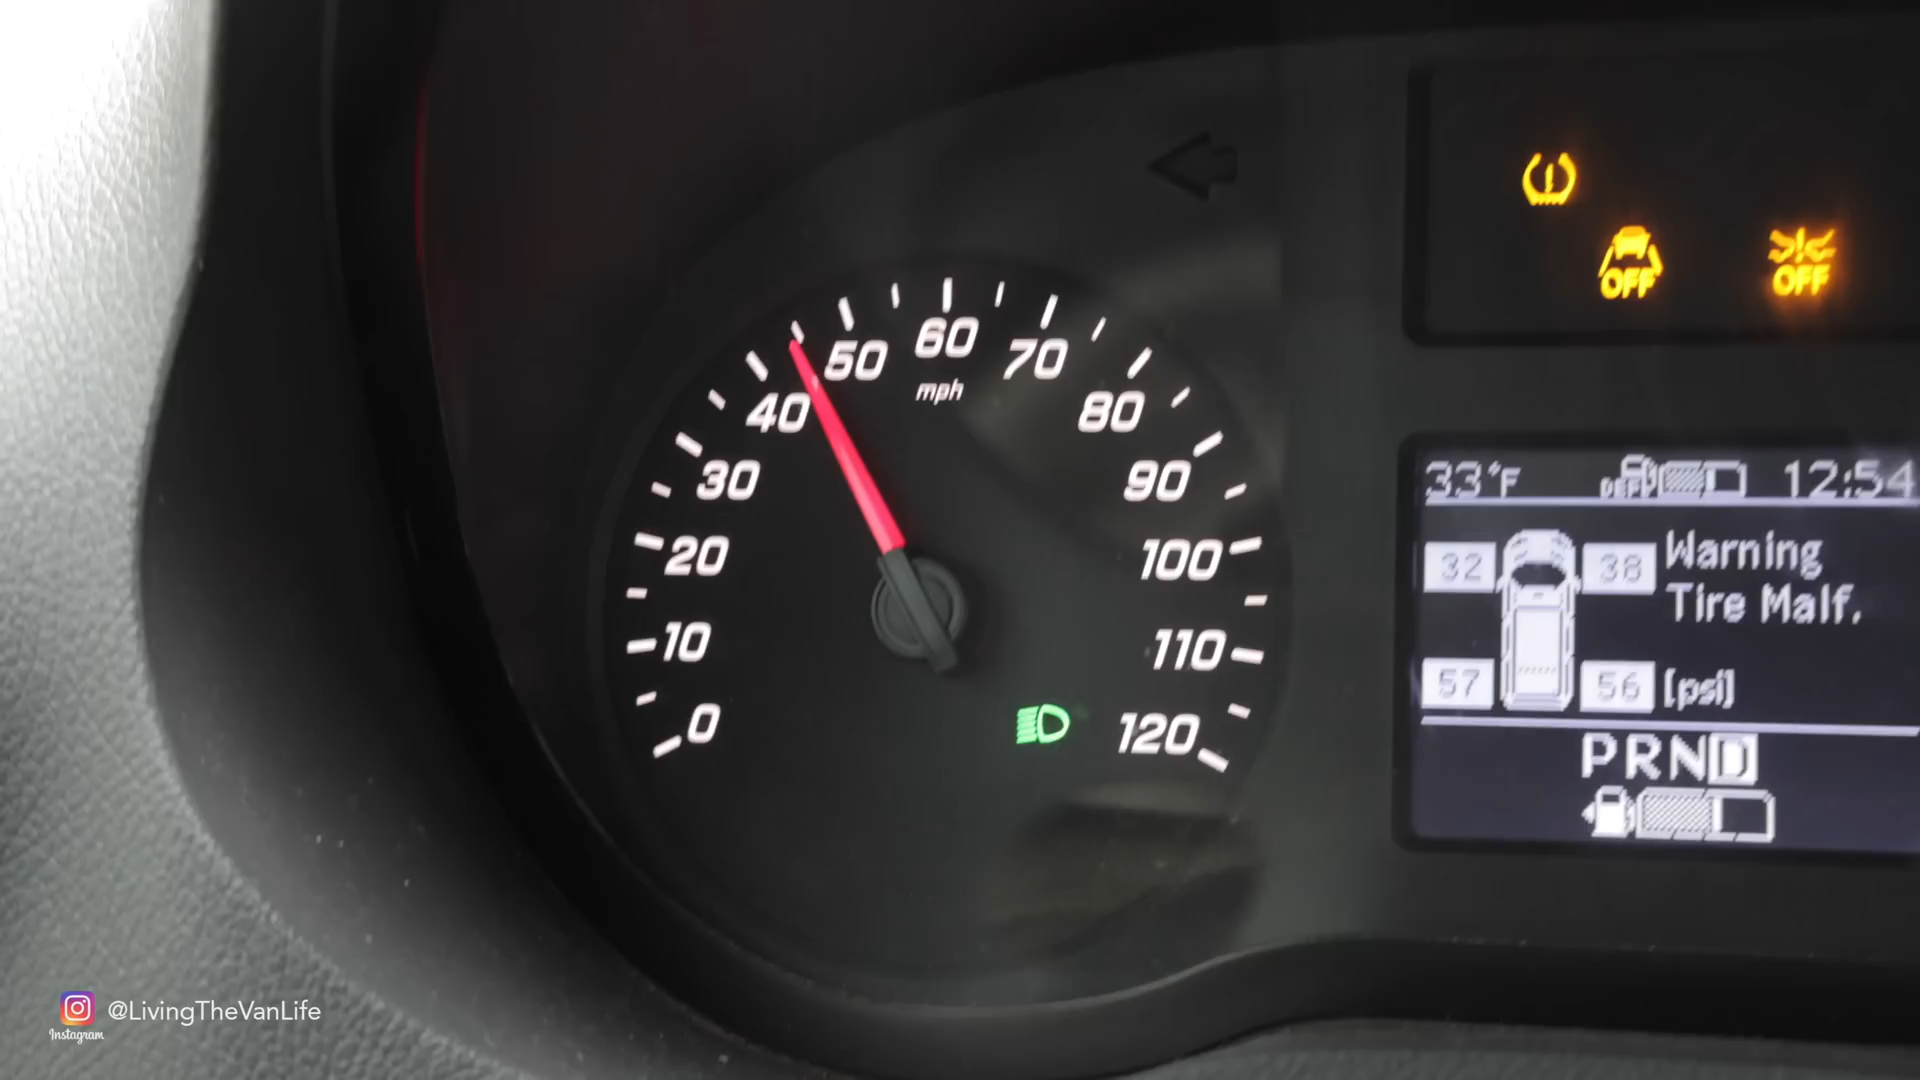 0
10
20
30
40
50
60
70
80
90
100
110
120
mph
OFF
OFF
33°F DEF 12:54
32 38 Warning
Tire Malf.
57 56 [psi]
PRND
@LivingTheVanLife
Instagram